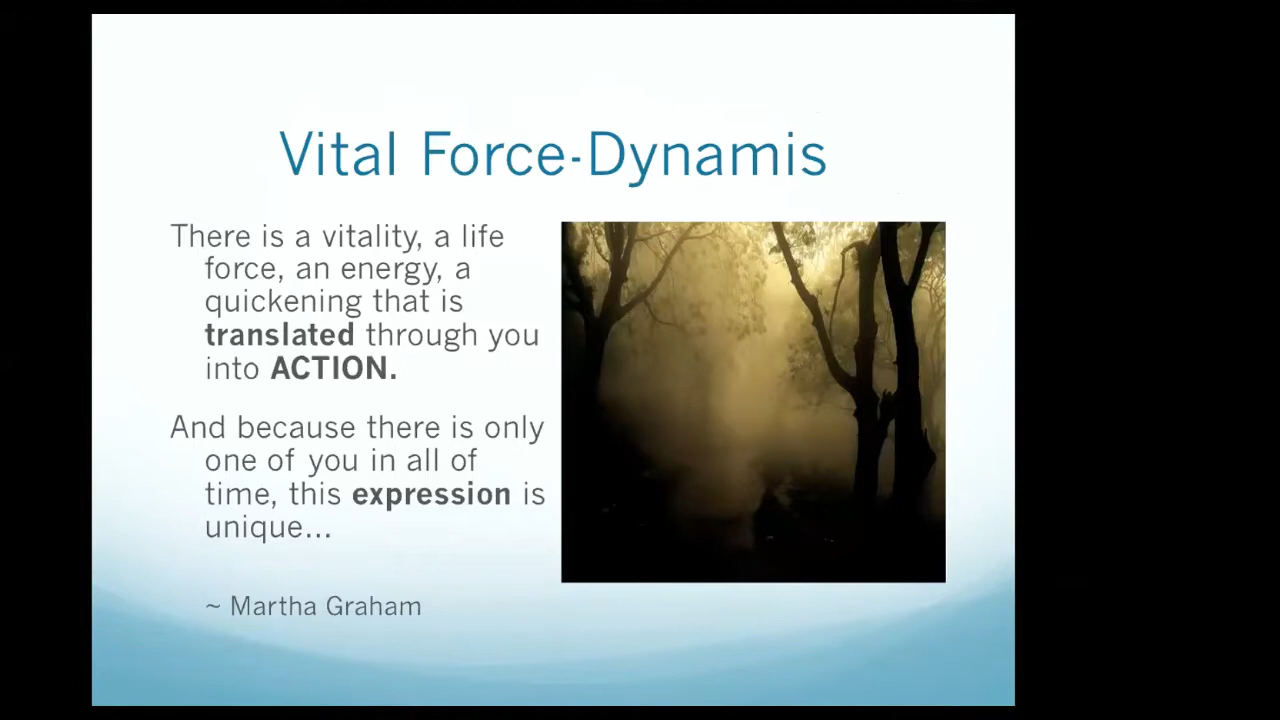 Vital Force-Dynamis
There is a vitality, a life
force, an energy, a
quickening that is
translated through you
into ACTION.
And because there is only
one of you in all of
time, this expression is
unique...
~ Martha Graham